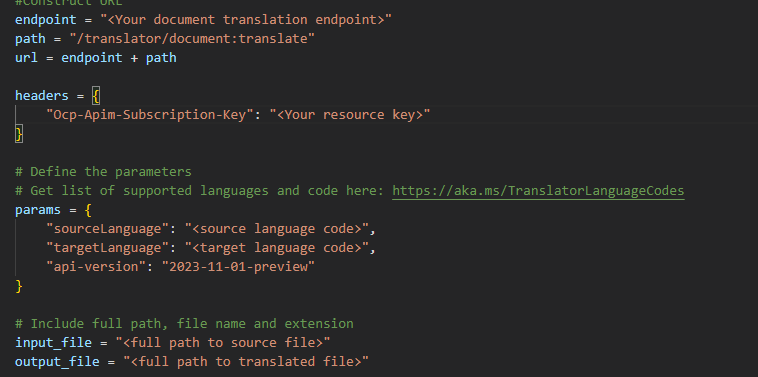 #Construct URL
endpoint = "<Your document translation endpoint>"
path = "/translator/document:translate"
url = endpoint + path
headers = {
"Ocp-Apim-Subscription-Key": "<Your resource key>"
}
# Define the parameters
# Get list of supported languages and code here: https://aka.ms/TranslatorLanguageCodes
params = {
"sourceLanguage": "<source language code>",
"targetLanguage": "<target language code>",
"api-version": "2023-11-01-preview"
}
# Include full path, file name and extension
input_file = "<full path to source file>"
output_file = "<full path to translated file>"